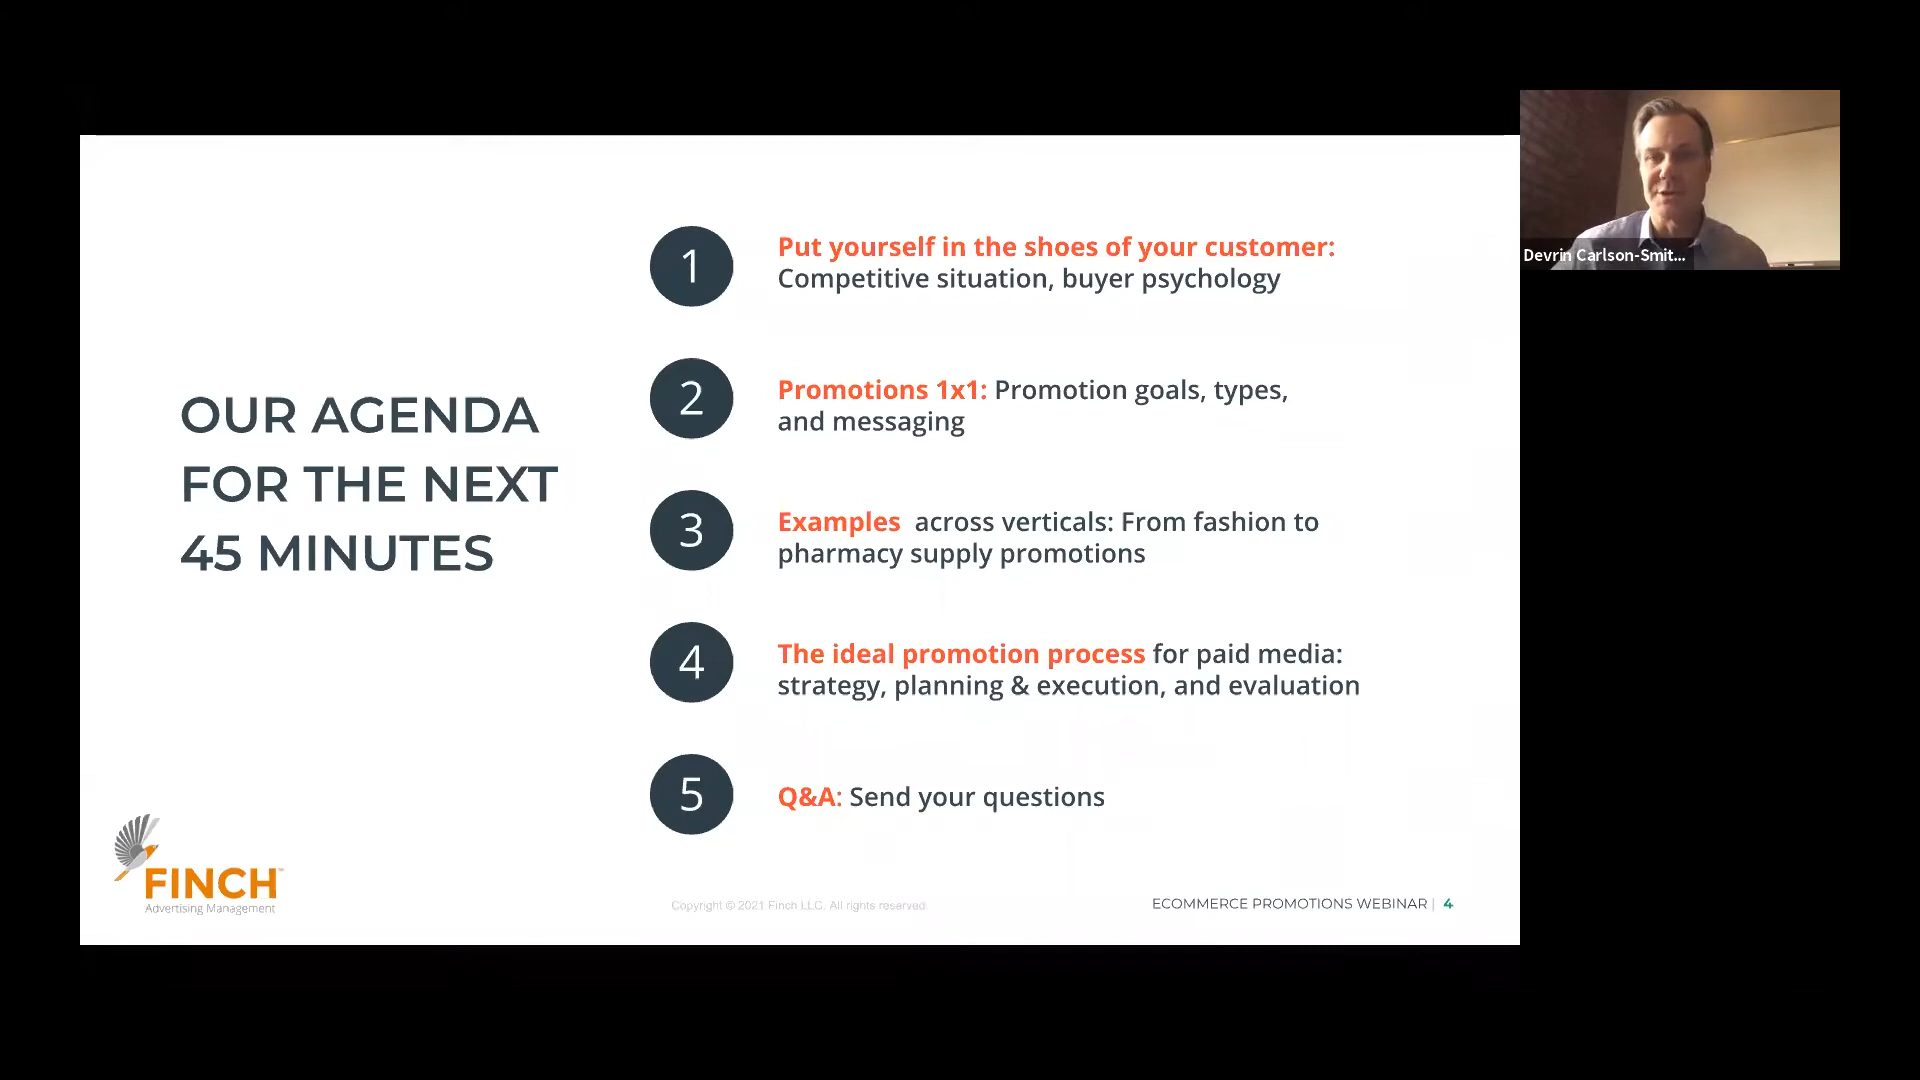 OUR AGENDA
FOR THE NEXT
45 MINUTES
1
Put yourself in the shoes of your customer:
Competitive situation, buyer psychology
2
Promotions 1x1: Promotion goals, types,
and messaging
3
Examples across verticals: From fashion to
pharmacy supply promotions
4
The ideal promotion process for paid media:
strategy, planning & execution, and evaluation
5
Q&A: Send your questions
FINCH™
Advertising Management
Copyright © 2021 Finch LLC. All rights reserved.
ECOMMERCE PROMOTIONS WEBINAR | 4
Devrin Carlson-Smit...